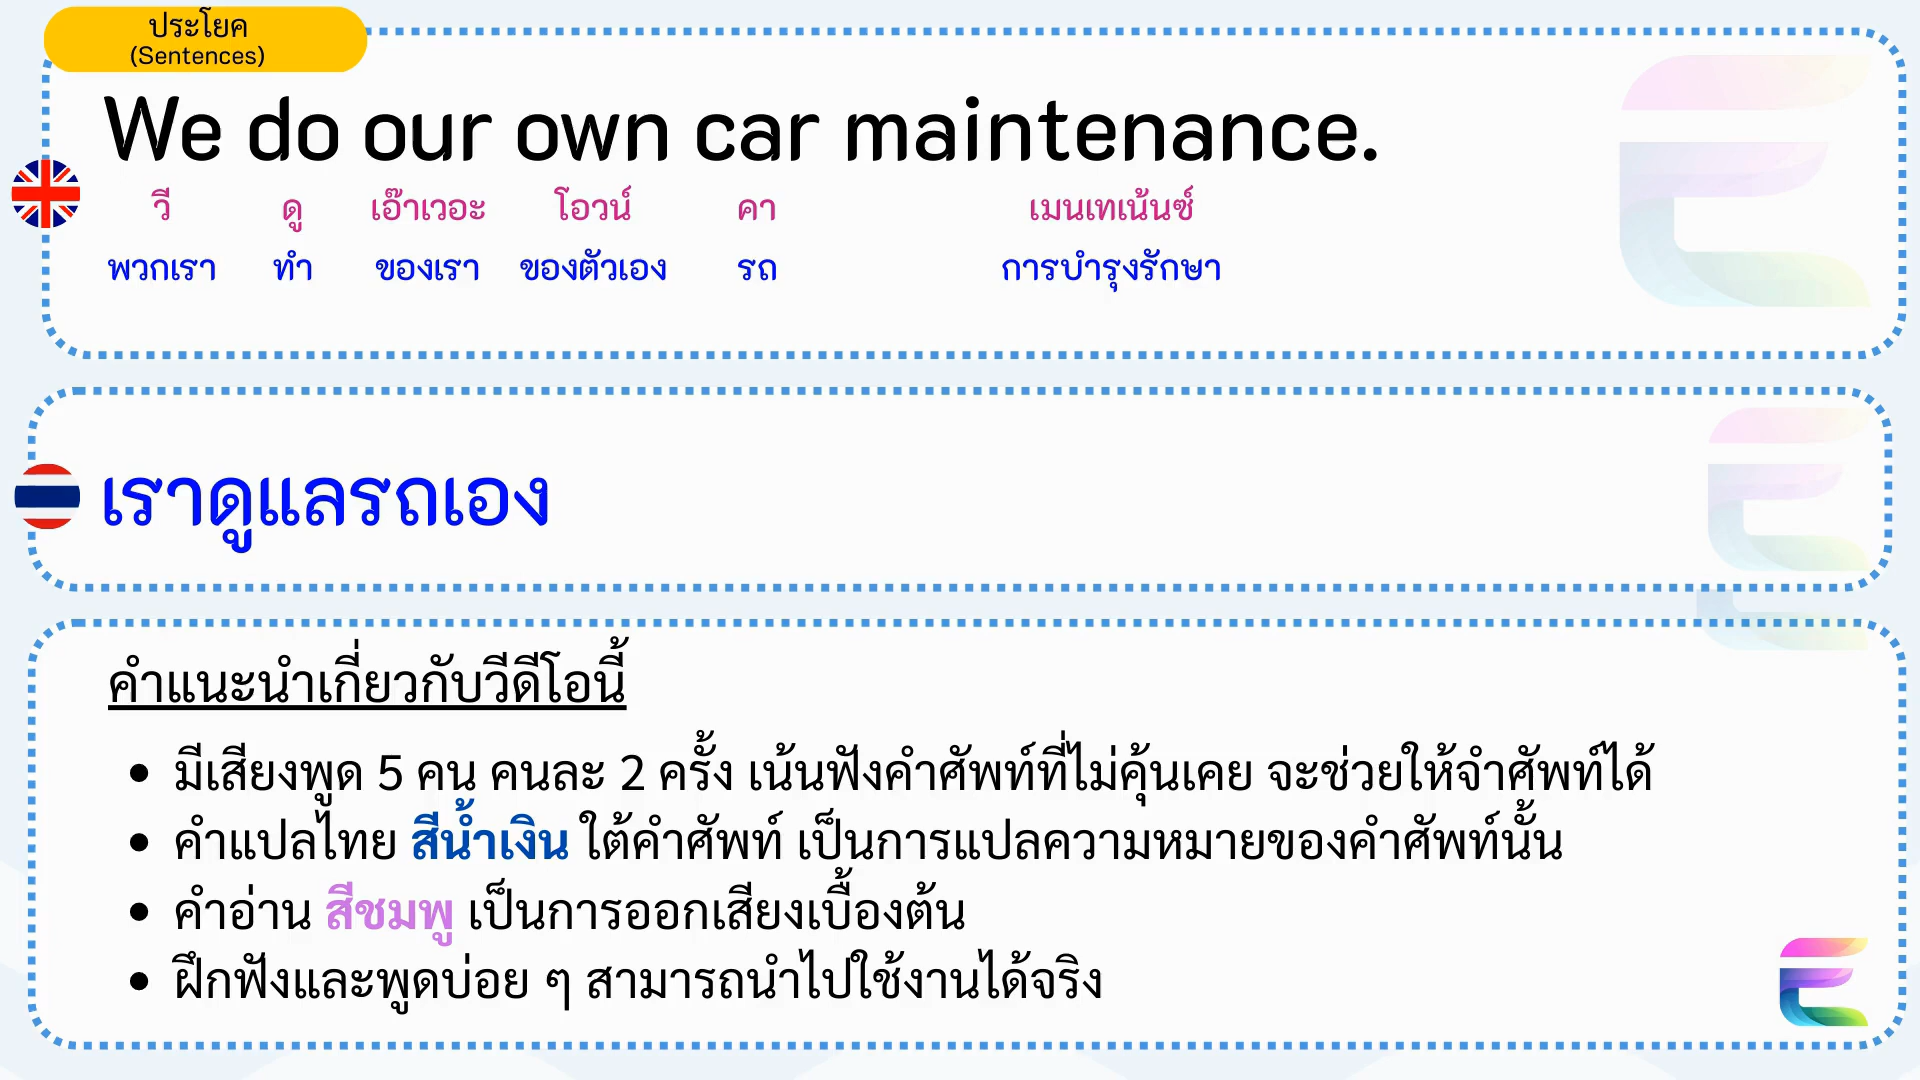 ประโยค
(Sentences)
We do our own car maintenance.
วี ดู เอ๊าเวอะ โอวน์ คา เมนเทเน้นซ์
พวกเรา ทำ ของเรา ของตัวเอง รถ การบำรุงรักษา
เราดูแลรถเอง
คำแนะนำเกี่ยวกับวีดีโอนี้
• มีเสียงพูด 5 คน คนละ 2 ครั้ง เน้นฟังคำศัพท์ที่ไม่คุ้นเคย จะช่วยให้จำศัพท์ได้
• คำแปลไทย สีน้ำเงิน ใต้คำศัพท์ เป็นการแปลความหมายของคำศัพท์นั้น
• คำอ่าน สีชมพู เป็นการออกเสียงเบื้องต้น
• ฝึกฟังและพูดบ่อย ๆ สามารถนำไปใช้งานได้จริง